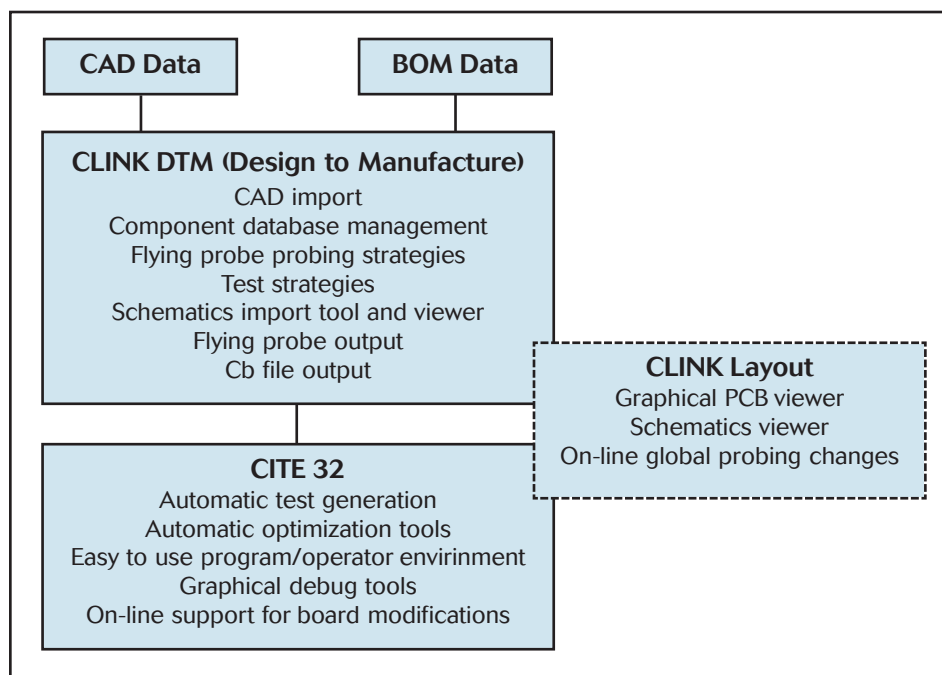 CAD Data
BOM Data
CLINK DTM (Design to Manufacture)
CAD import
Component database management
Flying probe probing strategies
Test strategies
Schematics import tool and viewer
Flying probe output
Cb file output
CLINK Layout
Graphical PCB viewer
Schematics viewer
On-line global probing changes
CITE 32
Automatic test generation
Automatic optimization tools
Easy to use program/operator envirinment
Graphical debug tools
On-line support for board modifications